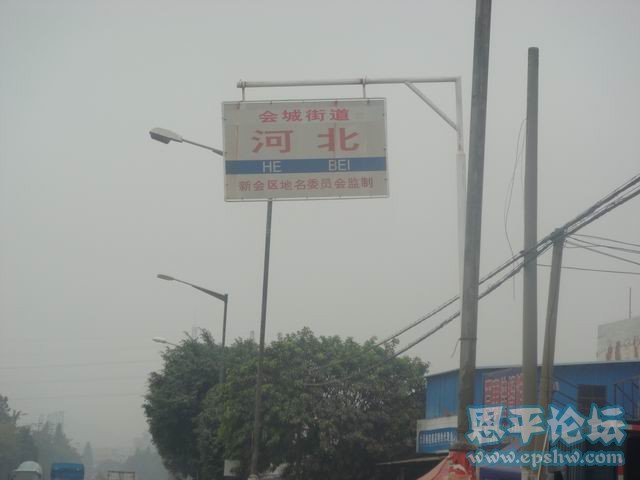 会城街道
河北
HE BEI
新会区地名委员会监制
恩平论坛
www.epshw.com